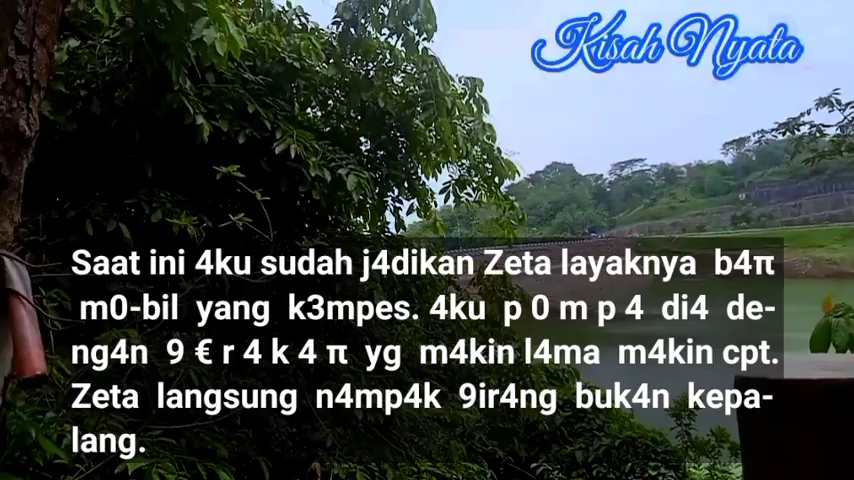 Kisah Nyata
Saat ini 4ku sudah j4dikan Zeta layaknya b4π
m0-bil yang k3mpes. 4ku p 0 m p 4 di4 de-
ng4n 9 € r 4 k 4 π yg m4kin l4ma m4kin cpt.
Zeta langsung n4mp4k 9ir4ng buk4n kepa-
lang.